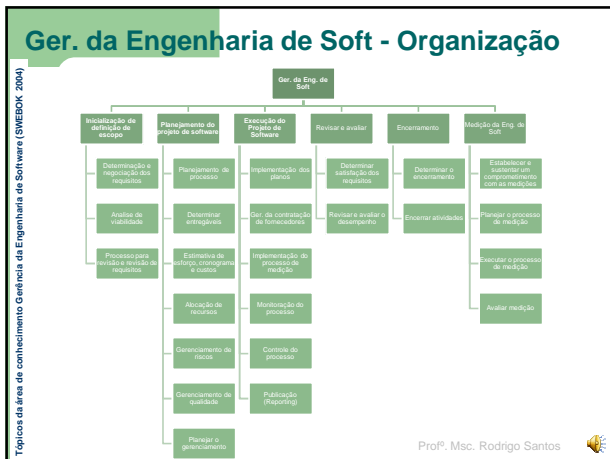 Ger. da Engenharia de Soft - Organização
Tópicos da área de conhecimento Gerência da Engenharia de Software (SWEBOK 2004)
Ger. da Eng. de
Soft
Inicialização de
definição de
escopo
Determinação e
negociação dos
requisitos
Analise de
viabilidade
Processo para
revisão e revisão de
requisitos
Planejamento do
projeto de software
Planejamento de
processo
Determinar
entregáveis
Estimativa de
esforço, cronograma
e custos
Alocação de
recursos
Gerenciamento de
riscos
Gerenciamento de
qualidade
Planejar o
gerenciamento
Execução do
Projeto de
Software
Implementação dos
planos
Ger. da contratação
de fornecedores
Implementação do
processo de
medição
Monitoração do
processo
Controle do
processo
Publicação
(Reporting)
Revisar e avaliar
Determinar
satisfação dos
requisitos
Revisar e avaliar o
desempenho
Encerramento
Determinar o
encerramento
Encerrar atividades
Medição da Eng. de
Soft
Estabelecer e
sustentar um
comprometimento
com as medições
Planejar o processo
de medição
Executar o processo
de medição
Avaliar medição
Profº. Msc. Rodrigo Santos